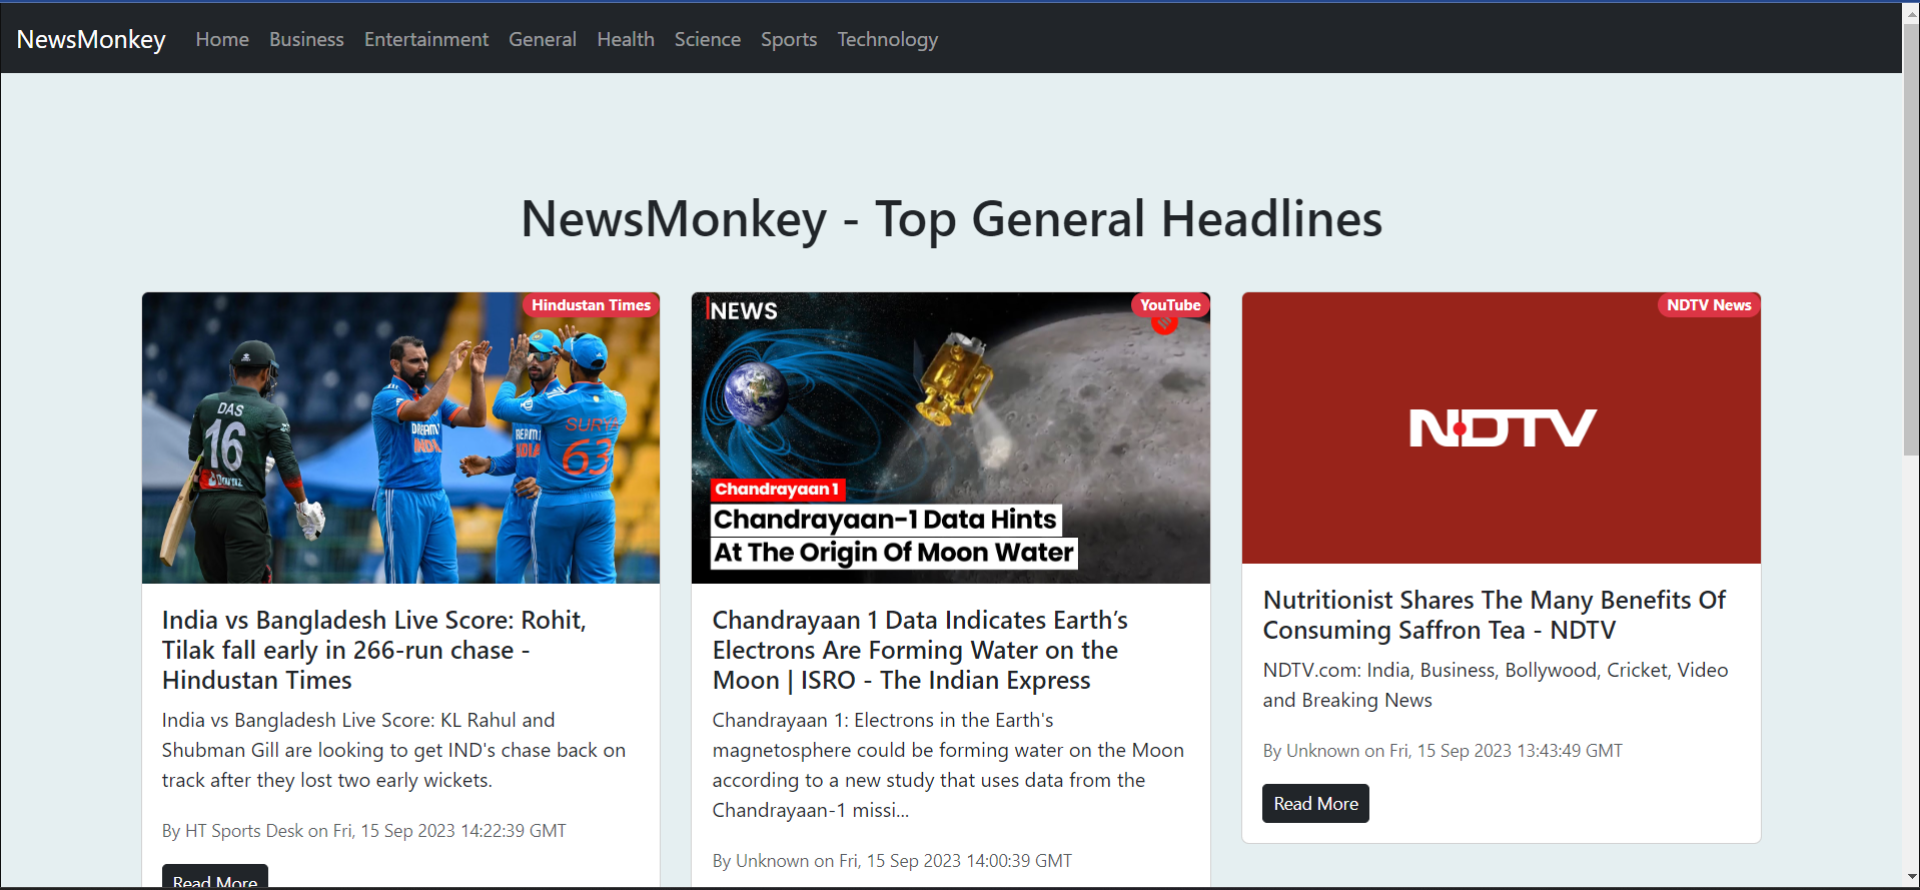 NewsMonkey Home Business Entertainment General Health Science Sports Technology
NewsMonkey - Top General Headlines
Hindustan Times
DAS
16
DREAM11
INDIA
SURYA
63
India vs Bangladesh Live Score: Rohit,
Tilak fall early in 266-run chase -
Hindustan Times
India vs Bangladesh Live Score: KL Rahul and
Shubman Gill are looking to get IND's chase back on
track after they lost two early wickets.
By HT Sports Desk on Fri, 15 Sep 2023 14:22:39 GMT
Read More
NEWS
YouTube
Chandrayaan 1
Chandrayaan-1 Data Hints
At The Origin Of Moon Water
Chandrayaan 1 Data Indicates Earth’s
Electrons Are Forming Water on the
Moon | ISRO - The Indian Express
Chandrayaan 1: Electrons in the Earth's
magnetosphere could be forming water on the Moon
according to a new study that uses data from the
Chandrayaan-1 missi...
By Unknown on Fri, 15 Sep 2023 14:00:39 GMT
NDTV News
NDTV
Nutritionist Shares The Many Benefits Of
Consuming Saffron Tea - NDTV
NDTV.com: India, Business, Bollywood, Cricket, Video
and Breaking News
By Unknown on Fri, 15 Sep 2023 13:43:49 GMT
Read More